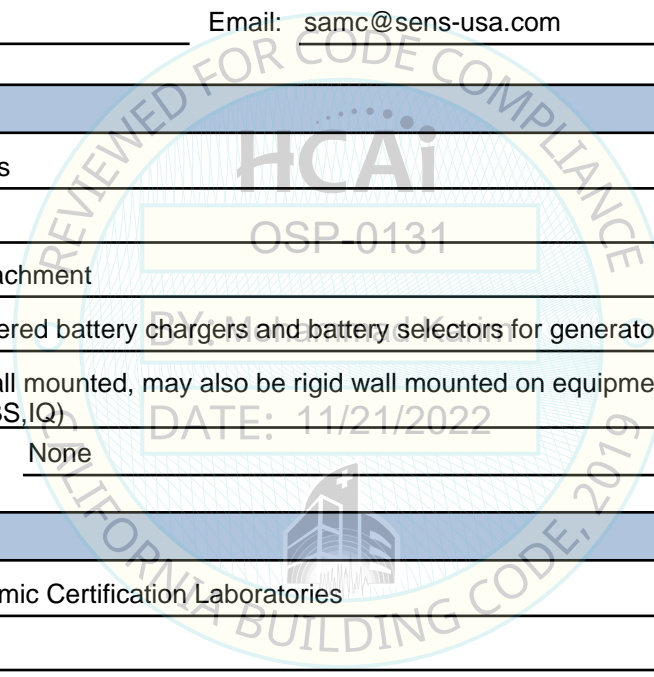 Email: samc@sens-usa.com
REVIEWED FOR CODE COMPLIANCE
HCAi
s
OSP-0131
achment
ered battery chargers and battery selectors for generato
BY: Mohammad Karim
all mounted, may also be rigid wall mounted on equipme
BS,IQ)
DATE: 11/21/2022
None
mic Certification Laboratories
CALIFORNIA BUILDING CODE, 2019